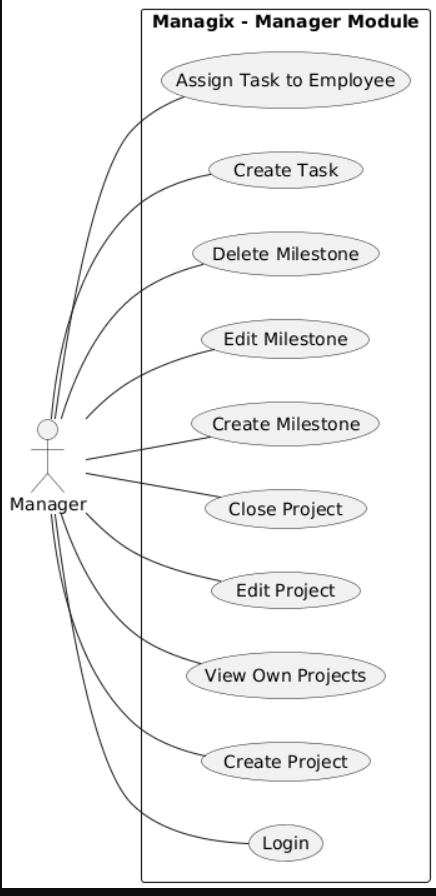 Managix - Manager Module
Assign Task to Employee
Create Task
Delete Milestone
Edit Milestone
Create Milestone
Manager
Close Project
Edit Project
View Own Projects
Create Project
Login